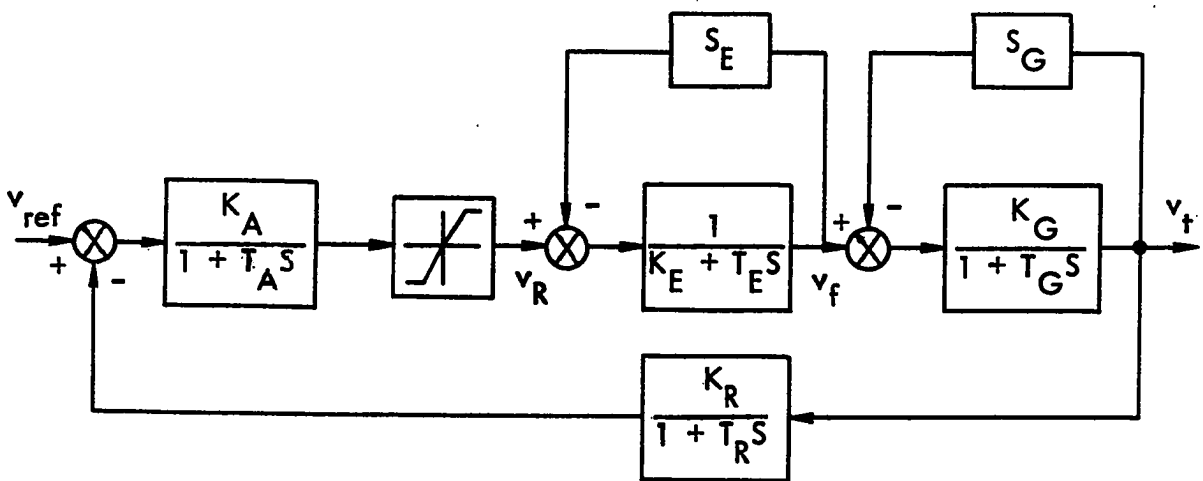 S_E
S_G
v_ref
+
-
K_A
1 + T_A S
+
-
v_R
1
K_E + T_E S
v_f
+
-
K_G
1 + T_G S
v_t
K_R
1 + T_R S